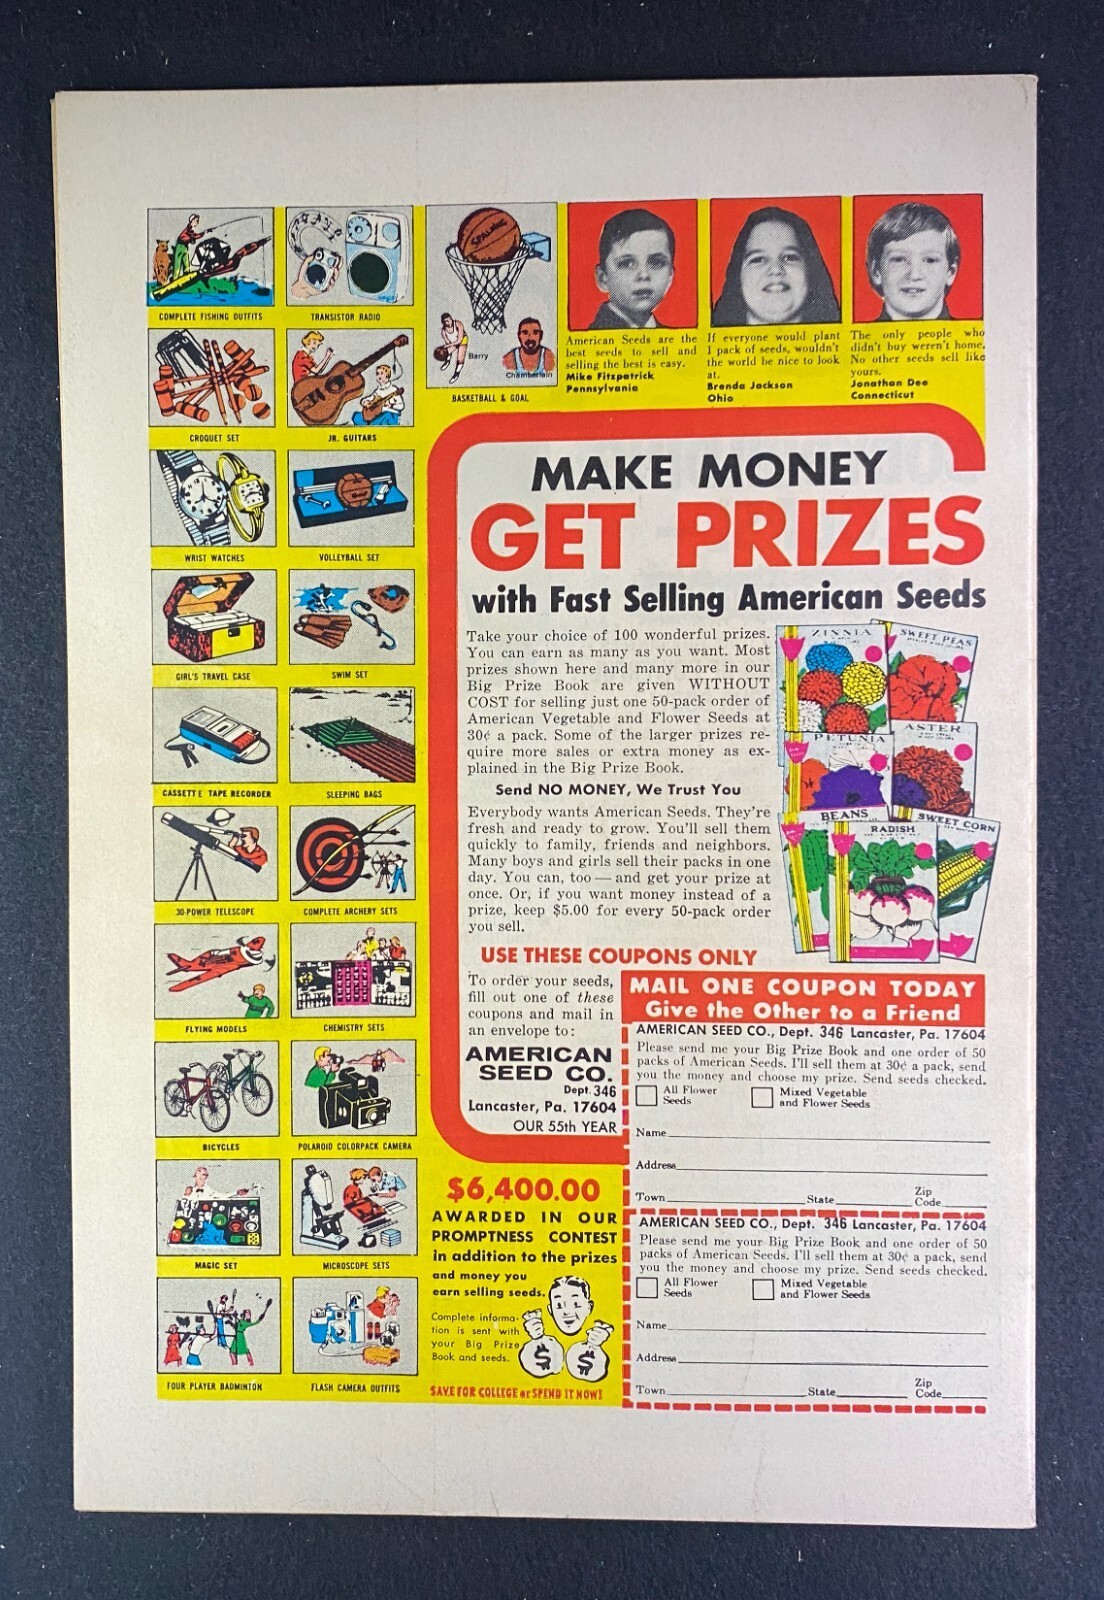 COMPLETE FISHING OUTFITS
TRANSISTOR RADIO
SPALDING
Barry
Chamberlain
BASKETBALL & GOAL
American Seeds are the
best seeds to sell and
selling the best is easy.
Mike Fitzpatrick
Pennsylvania
If everyone would plant
1 pack of seeds, wouldn't
the world be nice to look
at.
Brenda Jackson
Ohio
The only people who
didn't buy weren't home.
No other seeds sell like
yours.
Jonathan Dee
Connecticut
CROQUET SET
JR. GUITARS
WRIST WATCHES
VOLLEYBALL SET
GIRL'S TRAVEL CASE
SWIM SET
CASSETTE TAPE RECORDER
SLEEPING BAGS
30-POWER TELESCOPE
COMPLETE ARCHERY SETS
FLYING MODELS
CHEMISTRY SETS
BICYCLES
POLAROID COLORPACK CAMERA
MAGIC SET
MICROSCOPE SETS
FOUR PLAYER BADMINTON
FLASH CAMERA OUTFITS
MAKE MONEY
GET PRIZES
with Fast Selling American Seeds
Take your choice of 100 wonderful prizes.
You can earn as many as you want. Most
prizes shown here and many more in our
Big Prize Book are given WITHOUT
COST for selling just one 50-pack order of
American Vegetable and Flower Seeds at
30¢ a pack. Some of the larger prizes re-
quire more sales or extra money as ex-
plained in the Big Prize Book.
Send NO MONEY, We Trust You
Everybody wants American Seeds. They're
fresh and ready to grow. You'll sell them
quickly to family, friends and neighbors.
Many boys and girls sell their packs in one
day. You can, too — and get your prize at
once. Or, if you want money instead of a
prize, keep $5.00 for every 50-pack order
you sell.
ZINNIA
SWEET PEAS
PETUNIA
ASTER
BEANS
RADISH
SWEET CORN
USE THESE COUPONS ONLY
To order your seeds,
fill out one of these
coupons and mail in
an envelope to:
AMERICAN
SEED CO.
Dept. 346
Lancaster, Pa. 17604
OUR 55th YEAR
MAIL ONE COUPON TODAY
Give the Other to a Friend
AMERICAN SEED CO., Dept. 346 Lancaster, Pa. 17604
Please send me your Big Prize Book and one order of 50
packs of American Seeds. I'll sell them at 30¢ a pack, send
you the money and choose my prize. Send seeds checked.
All Flower Seeds
Mixed Vegetable and Flower Seeds
Name
Address
Town State Zip Code
AMERICAN SEED CO., Dept. 346 Lancaster, Pa. 17604
Please send me your Big Prize Book and one order of 50
packs of American Seeds. I'll sell them at 30¢ a pack, send
you the money and choose my prize. Send seeds checked.
All Flower Seeds
Mixed Vegetable and Flower Seeds
Name
Address
Town State Zip Code
$6,400.00
AWARDED IN OUR
PROMPTNESS CONTEST
in addition to the prizes
and money you
earn selling seeds.
Complete informa-
tion is sent with
your Big Prize
Book and seeds.
$ $
SAVE FOR COLLEGE or SPEND IT NOW!